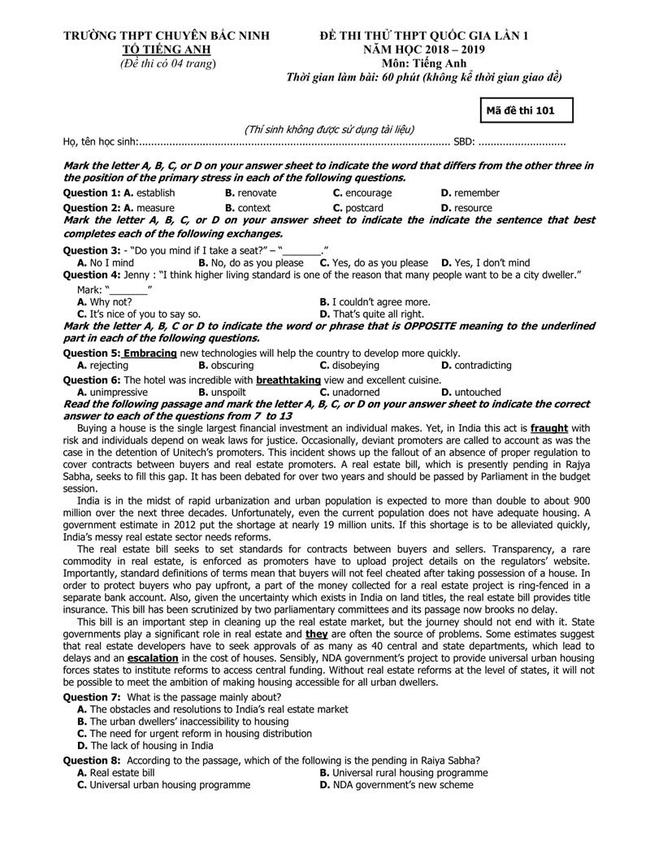 TRƯỜNG THPT CHUYÊN BẮC NINH
TỔ TIẾNG ANH
(Đề thi có 04 trang)
ĐỀ THI THỬ THPT QUỐC GIA LẦN 1
NĂM HỌC 2018 – 2019
Môn: Tiếng Anh
Thời gian làm bài: 60 phút (không kể thời gian giao đề)
Mã đề thi 101
(Thí sinh không được sử dụng tài liệu)
Họ, tên học sinh:..................................................................................................... SBD: .............................
Mark the letter A, B, C, or D on your answer sheet to indicate the word that differs from the other three in
the position of the primary stress in each of the following questions.
Question 1: A. establish B. renovate C. encourage D. remember
Question 2: A. measure B. context C. postcard D. resource
Mark the letter A, B, C, or D on your answer sheet to indicate the indicate the sentence that best
completes each of the following exchanges.
Question 3: - “Do you mind if I take a seat?” – “_______.”
A. No I mind B. No, do as you please C. Yes, do as you please D. Yes, I don’t mind
Question 4: Jenny : “I think higher living standard is one of the reason that many people want to be a city dweller.”
Mark: “_______”
A. Why not? B. I couldn’t agree more.
C. It’s nice of you to say so. D. That’s quite all right.
Mark the letter A, B, C or D to indicate the word or phrase that is OPPOSITE meaning to the underlined
part in each of the following questions.
Question 5: Embracing new technologies will help the country to develop more quickly.
A. rejecting B. obscuring C. disobeying D. contradicting
Question 6: The hotel was incredible with breathtaking view and excellent cuisine.
A. unimpressive B. unspoilt C. unadorned D. untouched
Read the following passage and mark the letter A, B, C, or D on your answer sheet to indicate the correct
answer to each of the questions from 7 to 13
Buying a house is the single largest financial investment an individual makes. Yet, in India this act is fraught with
risk and individuals depend on weak laws for justice. Occasionally, deviant promoters are called to account as was the
case in the detention of Unitech’s promoters. This incident shows up the fallout of an absence of proper regulation to
cover contracts between buyers and real estate promoters. A real estate bill, which is presently pending in Rajya
Sabha, seeks to fill this gap. It has been debated for over two years and should be passed by Parliament in the budget
session.
India is in the midst of rapid urbanization and urban population is expected to more than double to about 900
million over the next three decades. Unfortunately, even the current population does not have adequate housing. A
government estimate in 2012 put the shortage at nearly 19 million units. If this shortage is to be alleviated quickly,
India’s messy real estate sector needs reforms.
The real estate bill seeks to set standards for contracts between buyers and sellers. Transparency, a rare
commodity in real estate, is enforced as promoters have to upload project details on the regulators’ website.
Importantly, standard definitions of terms mean that buyers will not feel cheated after taking possession of a house. In
order to protect buyers who pay upfront, a part of the money collected for a real estate project is ring-fenced in a
separate bank account. Also, given the uncertainty which exists in India on land titles, the real estate bill provides title
insurance. This bill has been scrutinized by two parliamentary committees and its passage now brooks no delay.
This bill is an important step in cleaning up the real estate market, but the journey should not end with it. State
governments play a significant role in real estate and they are often the source of problems. Some estimates suggest
that real estate developers have to seek approvals of as many as 40 central and state departments, which lead to
delays and an escalation in the cost of houses. Sensibly, NDA government’s project to provide universal urban housing
forces states to institute reforms to access central funding. Without real estate reforms at the level of states, it will not
be possible to meet the ambition of making housing accessible for all urban dwellers.
Question 7: What is the passage mainly about?
A. The obstacles and resolutions to India’s real estate market
B. The urban dwellers’ inaccessibility to housing
C. The need for urgent reform in housing distribution
D. The lack of housing in India
Question 8: According to the passage, which of the following is the pending in Raiya Sabha?
A. Real estate bill B. Universal rural housing programme
C. Universal urban housing programme D. NDA government’s new scheme